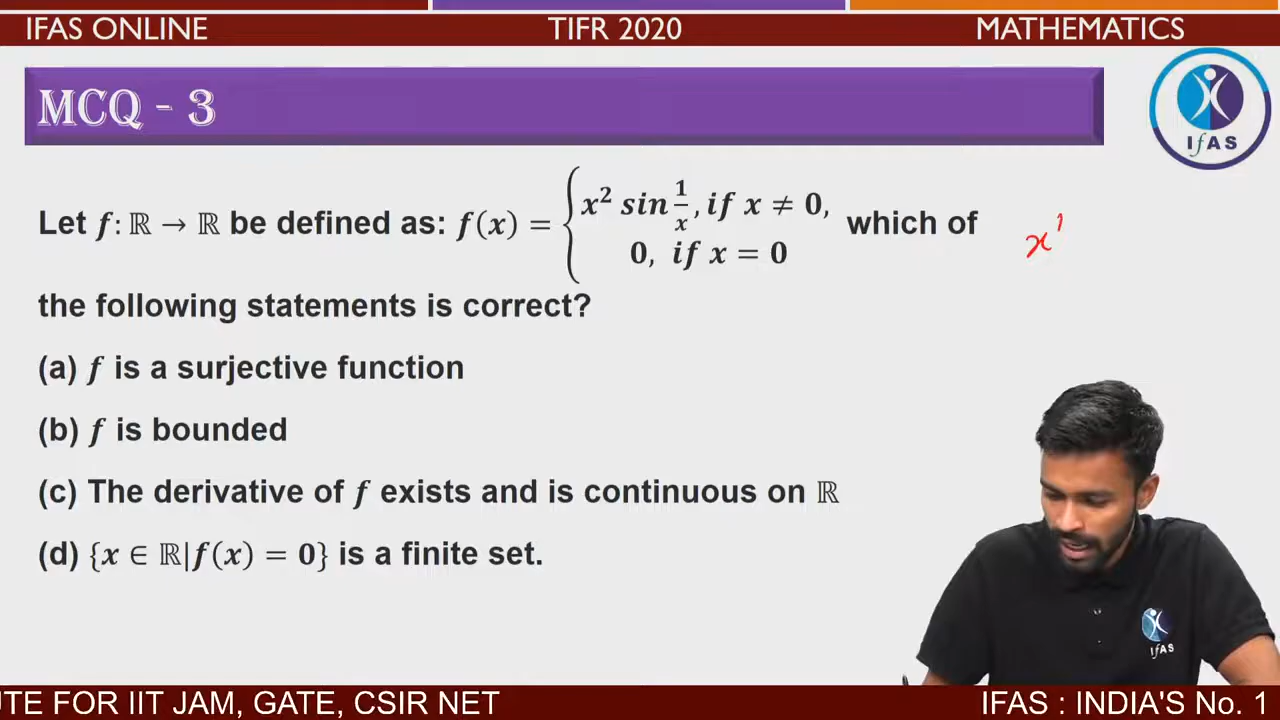 IFAS ONLINE
TIFR 2020
MATHEMATICS
MCQ - 3
IfAS
Let f: ℝ → ℝ be defined as: f(x) = { x² sin 1/x, if x ≠ 0, 0, if x = 0 which of
x'
the following statements is correct?
(a) f is a surjective function
(b) f is bounded
(c) The derivative of f exists and is continuous on ℝ
(d) {x ∈ ℝ|f(x) = 0} is a finite set.
IfAS
UTE FOR IIT JAM, GATE, CSIR NET
IFAS : INDIA'S No. 1